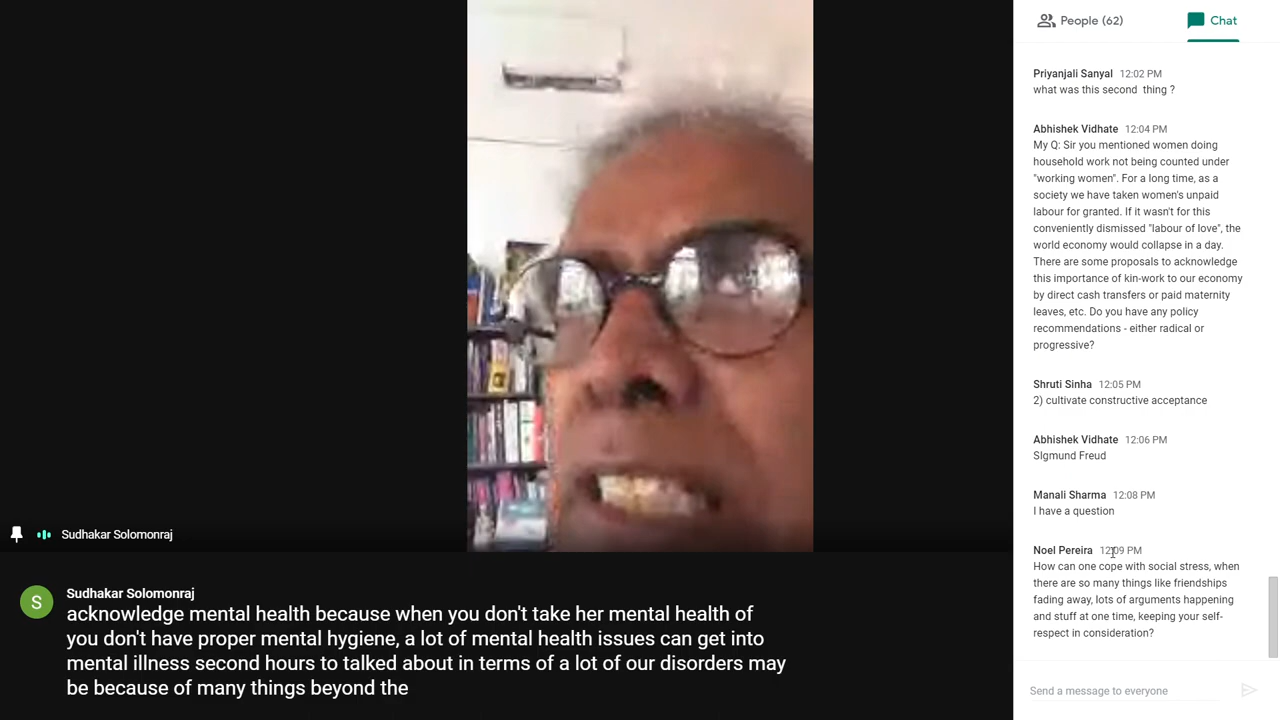 People (62)
Chat
Priyanjali Sanyal 12:02 PM
what was this second thing ?
Abhishek Vidhate 12:04 PM
My Q: Sir you mentioned women doing
household work not being counted under
"working women". For a long time, as a
society we have taken women's unpaid
labour for granted. If it wasn't for this
conveniently dismissed "labour of love", the
world economy would collapse in a day.
There are some proposals to acknowledge
this importance of kin-work to our economy
by direct cash transfers or paid maternity
leaves, etc. Do you have any policy
recommendations - either radical or
progressive?
Shruti Sinha 12:05 PM
2) cultivate constructive acceptance
Abhishek Vidhate 12:06 PM
SIgmund Freud
Manali Sharma 12:08 PM
I have a question
Noel Pereira 12:09 PM
How can one cope with social stress, when
there are so many things like friendships
fading away, lots of arguments happening
and stuff at one time, keeping your self-
respect in consideration?
Send a message to everyone
Sudhakar Solomonraj
S
Sudhakar Solomonraj
acknowledge mental health because when you don't take her mental health of
you don't have proper mental hygiene, a lot of mental health issues can get into
mental illness second hours to talked about in terms of a lot of our disorders may
be because of many things beyond the